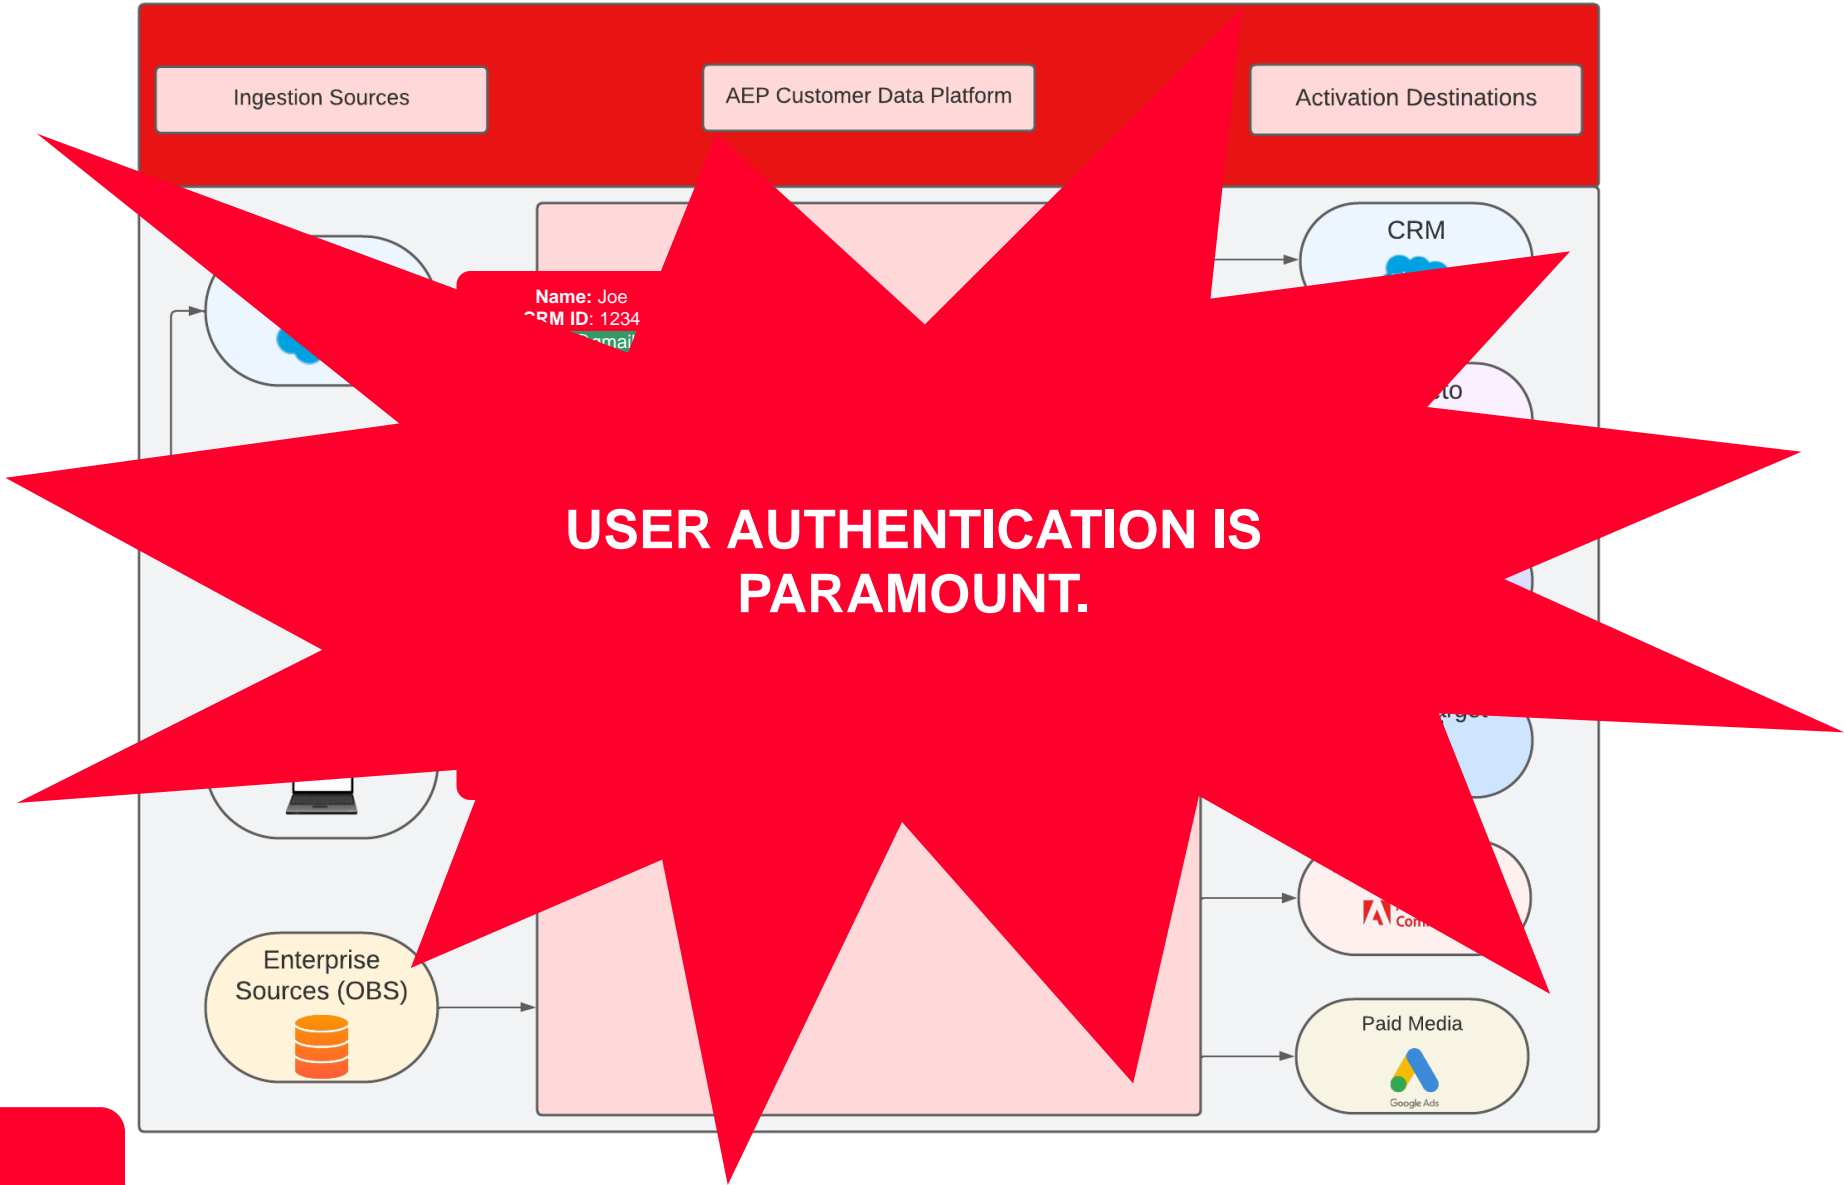 Ingestion Sources
AEP Customer Data Platform
Activation Destinations
CRM
Name: Joe
CRM ID: 1234
USER AUTHENTICATION IS
PARAMOUNT.
Enterprise
Sources (OBS)
Paid Media
Google Ads